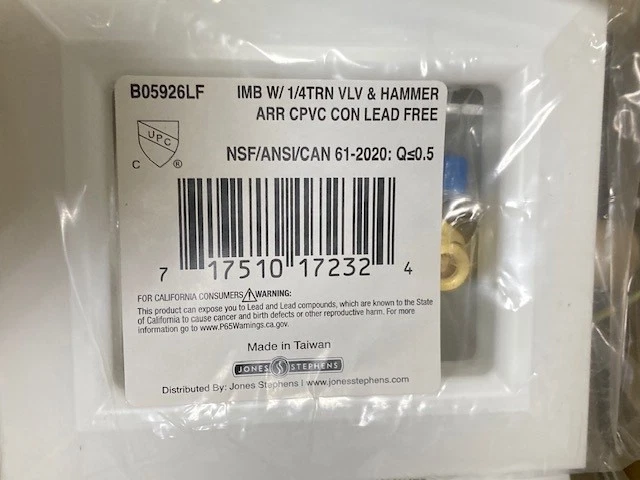 B05926LF
IMB W/ 1/4TRN VLV & HAMMER
ARR CPVC CON LEAD FREE
UPC
C ®
NSF/ANSI/CAN 61-2020: Q≤0.5
7 17510 17232 4
FOR CALIFORNIA CONSUMERS ⚠WARNING:
This product can expose you to Lead and Lead compounds, which are known to the State
of California to cause cancer and birth defects or other reproductive harm. For more
information go to www.P65Warnings.ca.gov.
Made in Taiwan
JONES S STEPHENS
Distributed By: Jones Stephens | www.jonesstephens.com